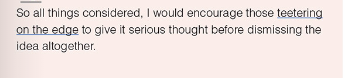 So all things considered, I would encourage those teetering
on the edge to give it serious thought before dismissing the
idea altogether.